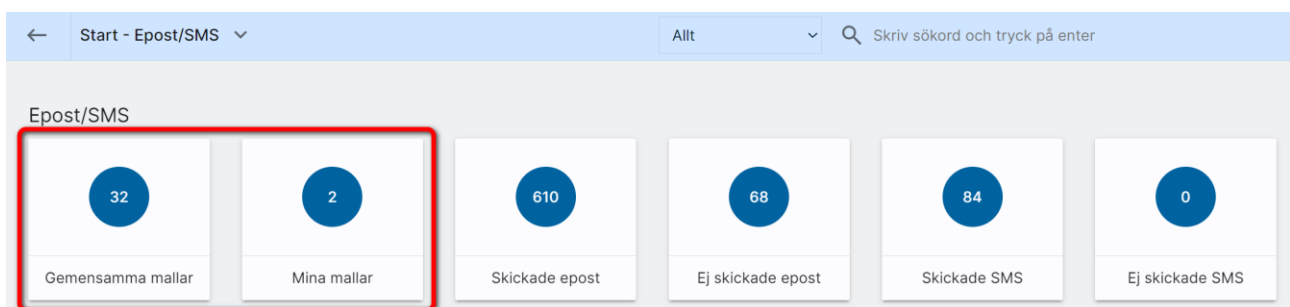 Start - Epost/SMS
Allt
Skriv sökord och tryck på enter
Epost/SMS
32
2
610
68
84
0
Gemensamma mallar
Mina mallar
Skickade epost
Ej skickade epost
Skickade SMS
Ej skickade SMS